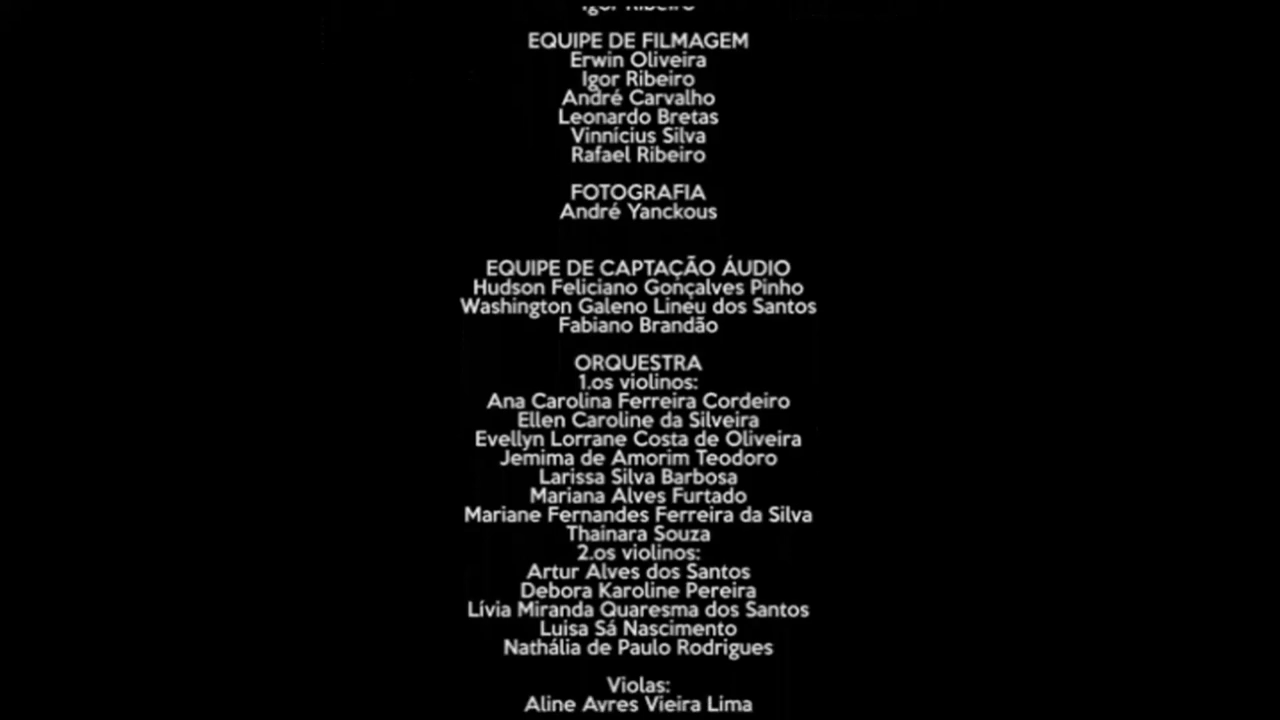 Igor Ribeiro
EQUIPE DE FILMAGEM
Erwin Oliveira
Igor Ribeiro
André Carvalho
Leonardo Bretas
Vinnícius Silva
Rafael Ribeiro
FOTOGRAFIA
André Yanckous
EQUIPE DE CAPTAÇÃO ÁUDIO
Hudson Feliciano Gonçalves Pinho
Washington Galeno Lineu dos Santos
Fabiano Brandão
ORQUESTRA
1.os violinos:
Ana Carolina Ferreira Cordeiro
Ellen Caroline da Silveira
Evellyn Lorrane Costa de Oliveira
Jemima de Amorim Teodoro
Larissa Silva Barbosa
Mariana Alves Furtado
Mariane Fernandes Ferreira da Silva
Thainara Souza
2.os violinos:
Artur Alves dos Santos
Debora Karoline Pereira
Lívia Miranda Quaresma dos Santos
Luisa Sá Nascimento
Nathália de Paulo Rodrigues
Violas:
Aline Ayres Vieira Lima